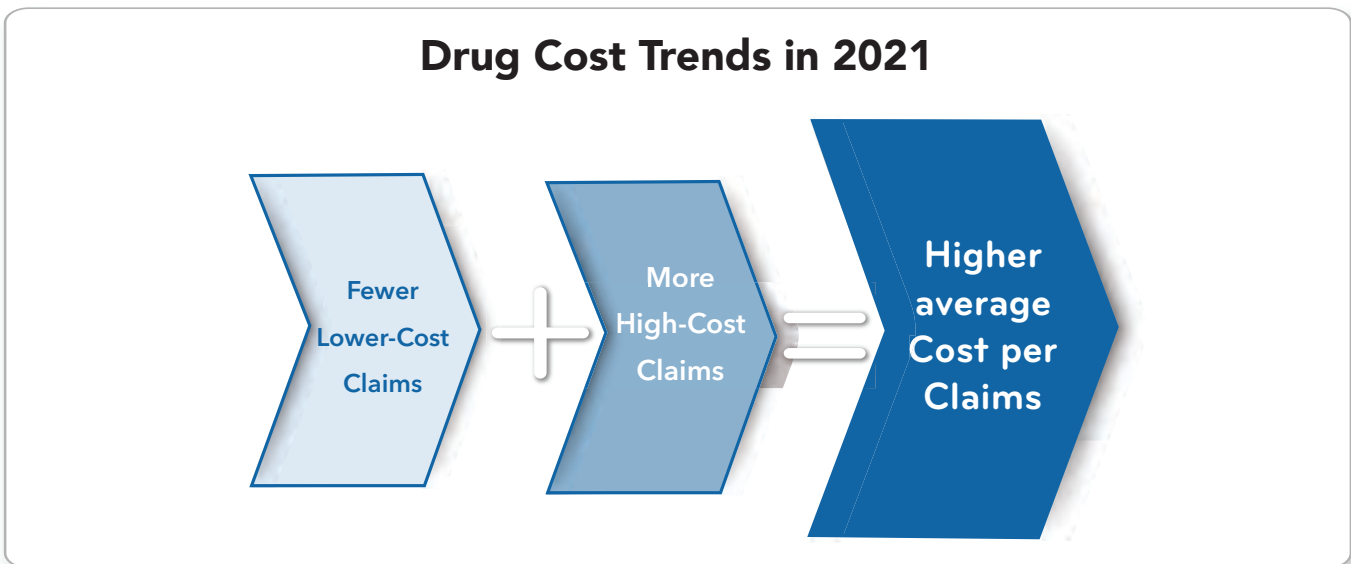 Drug Cost Trends in 2021
Fewer
Lower-Cost
Claims
+
More
High-Cost
Claims
=
Higher
average
Cost per
Claims